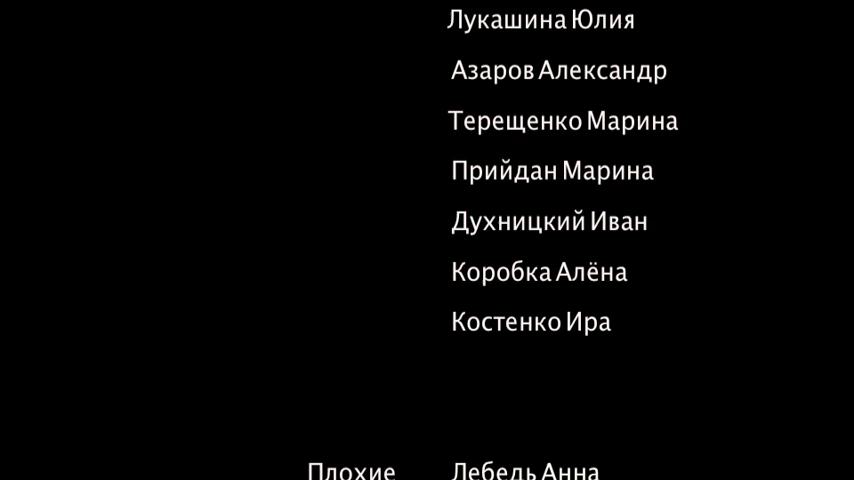 Лукашина Юлия
Азаров Александр
Терещенко Марина
Прийдан Марина
Духницкий Иван
Коробка Алёна
Костенко Ира
Плохие Лебедь Анна